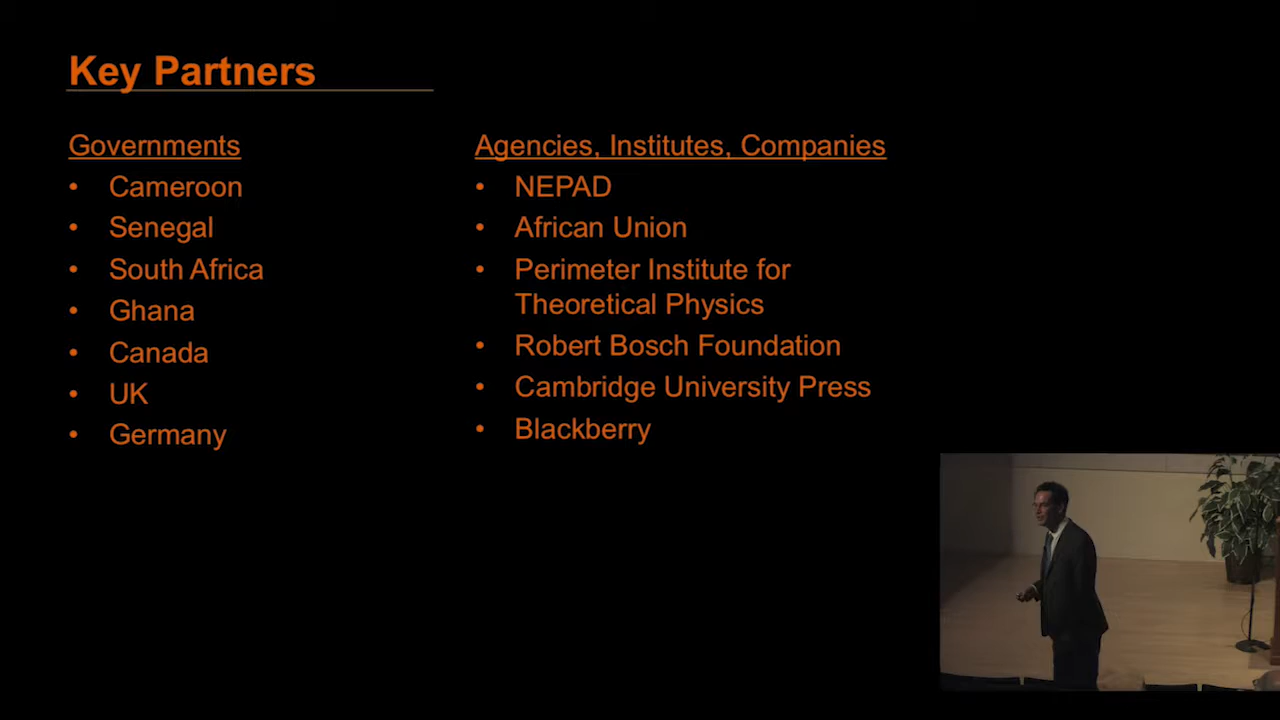 Key Partners
Governments
• Cameroon
• Senegal
• South Africa
• Ghana
• Canada
• UK
• Germany
Agencies, Institutes, Companies
• NEPAD
• African Union
• Perimeter Institute for
Theoretical Physics
• Robert Bosch Foundation
• Cambridge University Press
• Blackberry